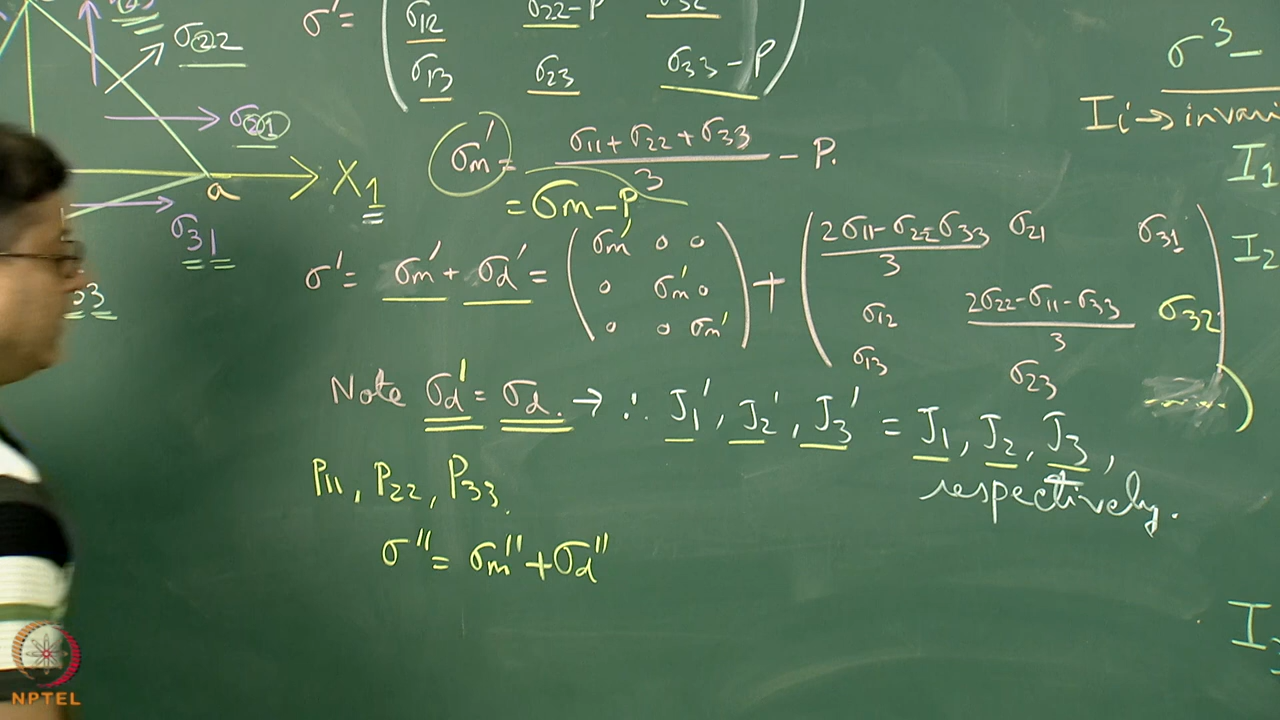 σ22
σ21
X1
a
σ31
σ' = ( σ12 σ22-P σ32
σ13 σ23 σ33-P )
σm' = (σ11+σ22+σ33)/3 - P.
= σm-P
σ' = σm' + σd' = ( σm' 0 0
0 σm' 0
0 0 σm' ) + ( (2σ11-σ22-σ33)/3 σ21 σ31
σ12 (2σ22-σ11-σ33)/3 σ32
σ13 σ23 )
Note σd' = σd. → ∴ J1', J2', J3' = J1, J2, J3,
respectively.
P11, P22, P33.
σ'' = σm'' + σd''
σ³ -
Ii → invari
I1
I2
I
NPTEL